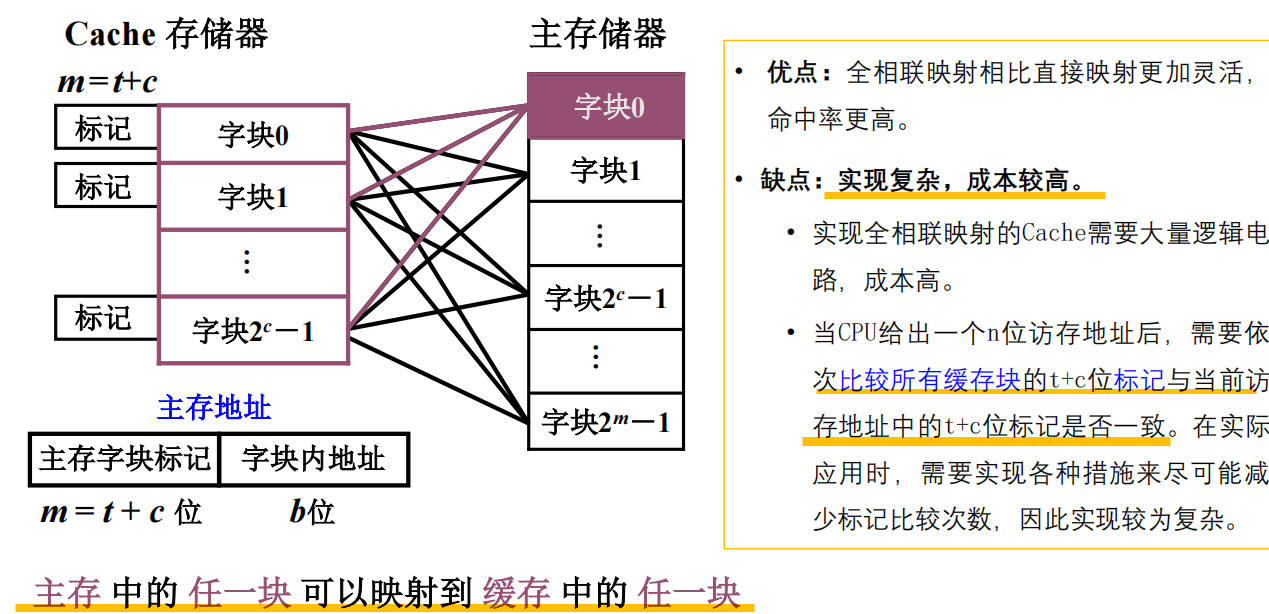 Cache 存储器
主存储器
m = t+c
标记
字块0
标记
字块1
⋮
标记
字块2ᶜ－1
字块0
字块1
⋮
字块2ᶜ－1
⋮
字块2ᵐ－1
主存地址
主存字块标记
字块内地址
m = t + c 位
b位
• 优点：全相联映射相比直接映射更加灵活，
命中率更高。
• 缺点：实现复杂，成本较高。
• 实现全相联映射的Cache需要大量逻辑电
路，成本高。
• 当CPU给出一个n位访存地址后，需要依
次比较所有缓存块的t+c位标记与当前访
存地址中的t+c位标记是否一致。在实际
应用时，需要实现各种措施来尽可能减
少标记比较次数，因此实现较为复杂。
主存 中的 任一块 可以映射到 缓存 中的 任一块